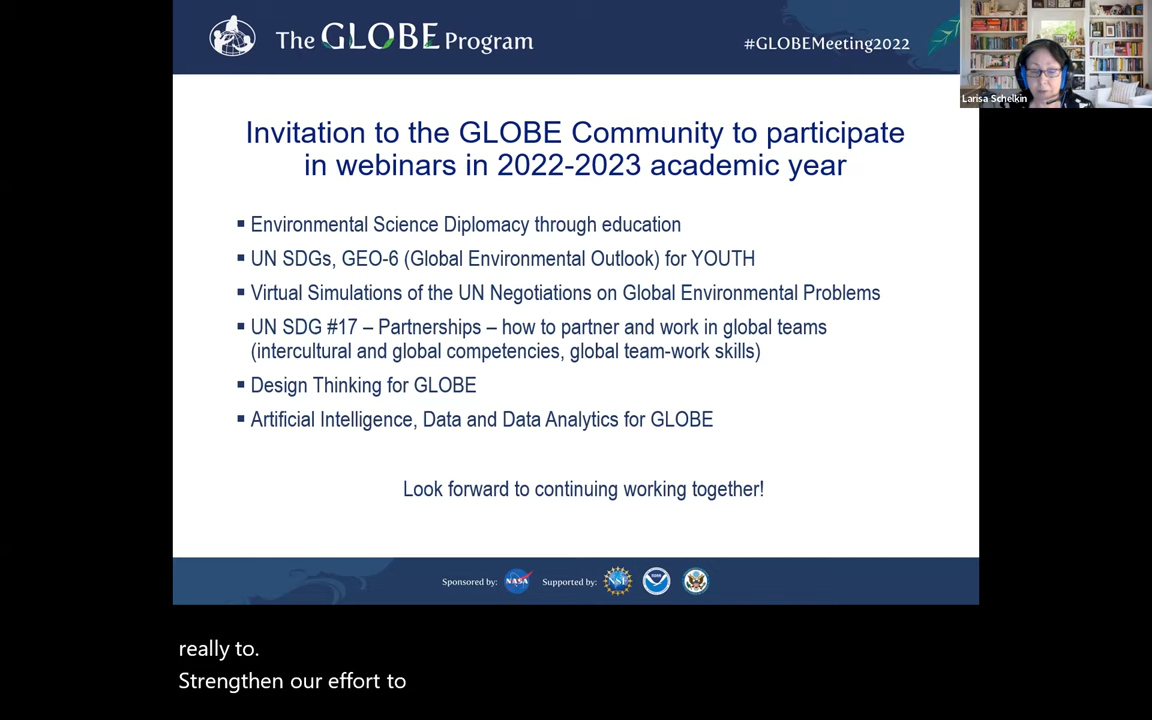 The GLOBE Program
#GLOBEMeeting2022
Larisa Schelkin
Invitation to the GLOBE Community to participate
in webinars in 2022-2023 academic year
▪ Environmental Science Diplomacy through education
▪ UN SDGs, GEO-6 (Global Environmental Outlook) for YOUTH
▪ Virtual Simulations of the UN Negotiations on Global Environmental Problems
▪ UN SDG #17 – Partnerships – how to partner and work in global teams
(intercultural and global competencies, global team-work skills)
▪ Design Thinking for GLOBE
▪ Artificial Intelligence, Data and Data Analytics for GLOBE
Look forward to continuing working together!
Sponsored by: NASA Supported by: NSF
really to.
Strengthen our effort to